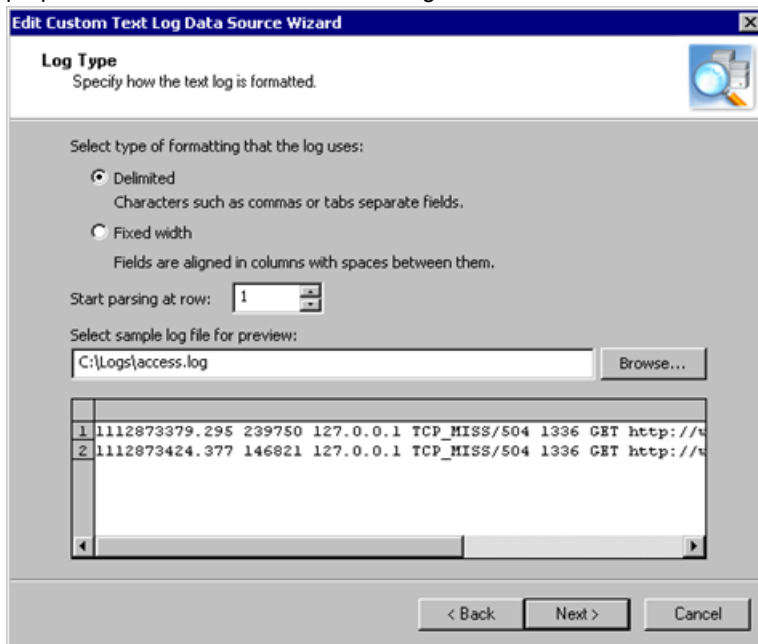 Edit Custom Text Log Data Source Wizard
Log Type
Specify how the text log is formatted.
Select type of formatting that the log uses:
Delimited
Characters such as commas or tabs separate fields.
Fixed width
Fields are aligned in columns with spaces between them.
Start parsing at row: 1
Select sample log file for preview:
C:\Logs\access.log Browse...
1 1112873379.295 239750 127.0.0.1 TCP_MISS/504 1336 GET http://w
2 1112873424.377 146821 127.0.0.1 TCP_MISS/504 1336 GET http://w
< Back Next > Cancel